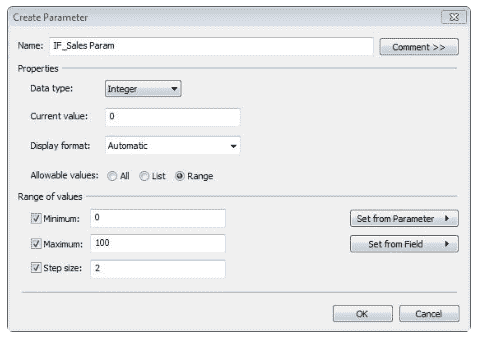 Create Parameter
Name: IF_Sales Param Comment >>
Properties
Data type: Integer
Current value: 0
Display format: Automatic
Allowable values: All List Range
Range of values
Minimum: 0 Set from Parameter
Maximum: 100 Set from Field
Step size: 2
OK Cancel